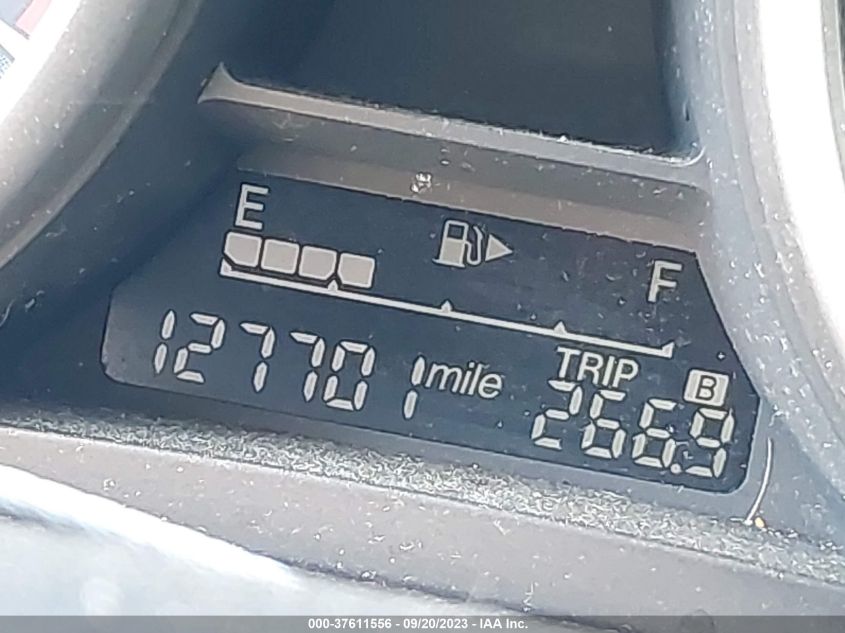 E
F
TRIP B
127701 mile 266.9
000-37611556 - 09/20/2023 - IAA Inc.